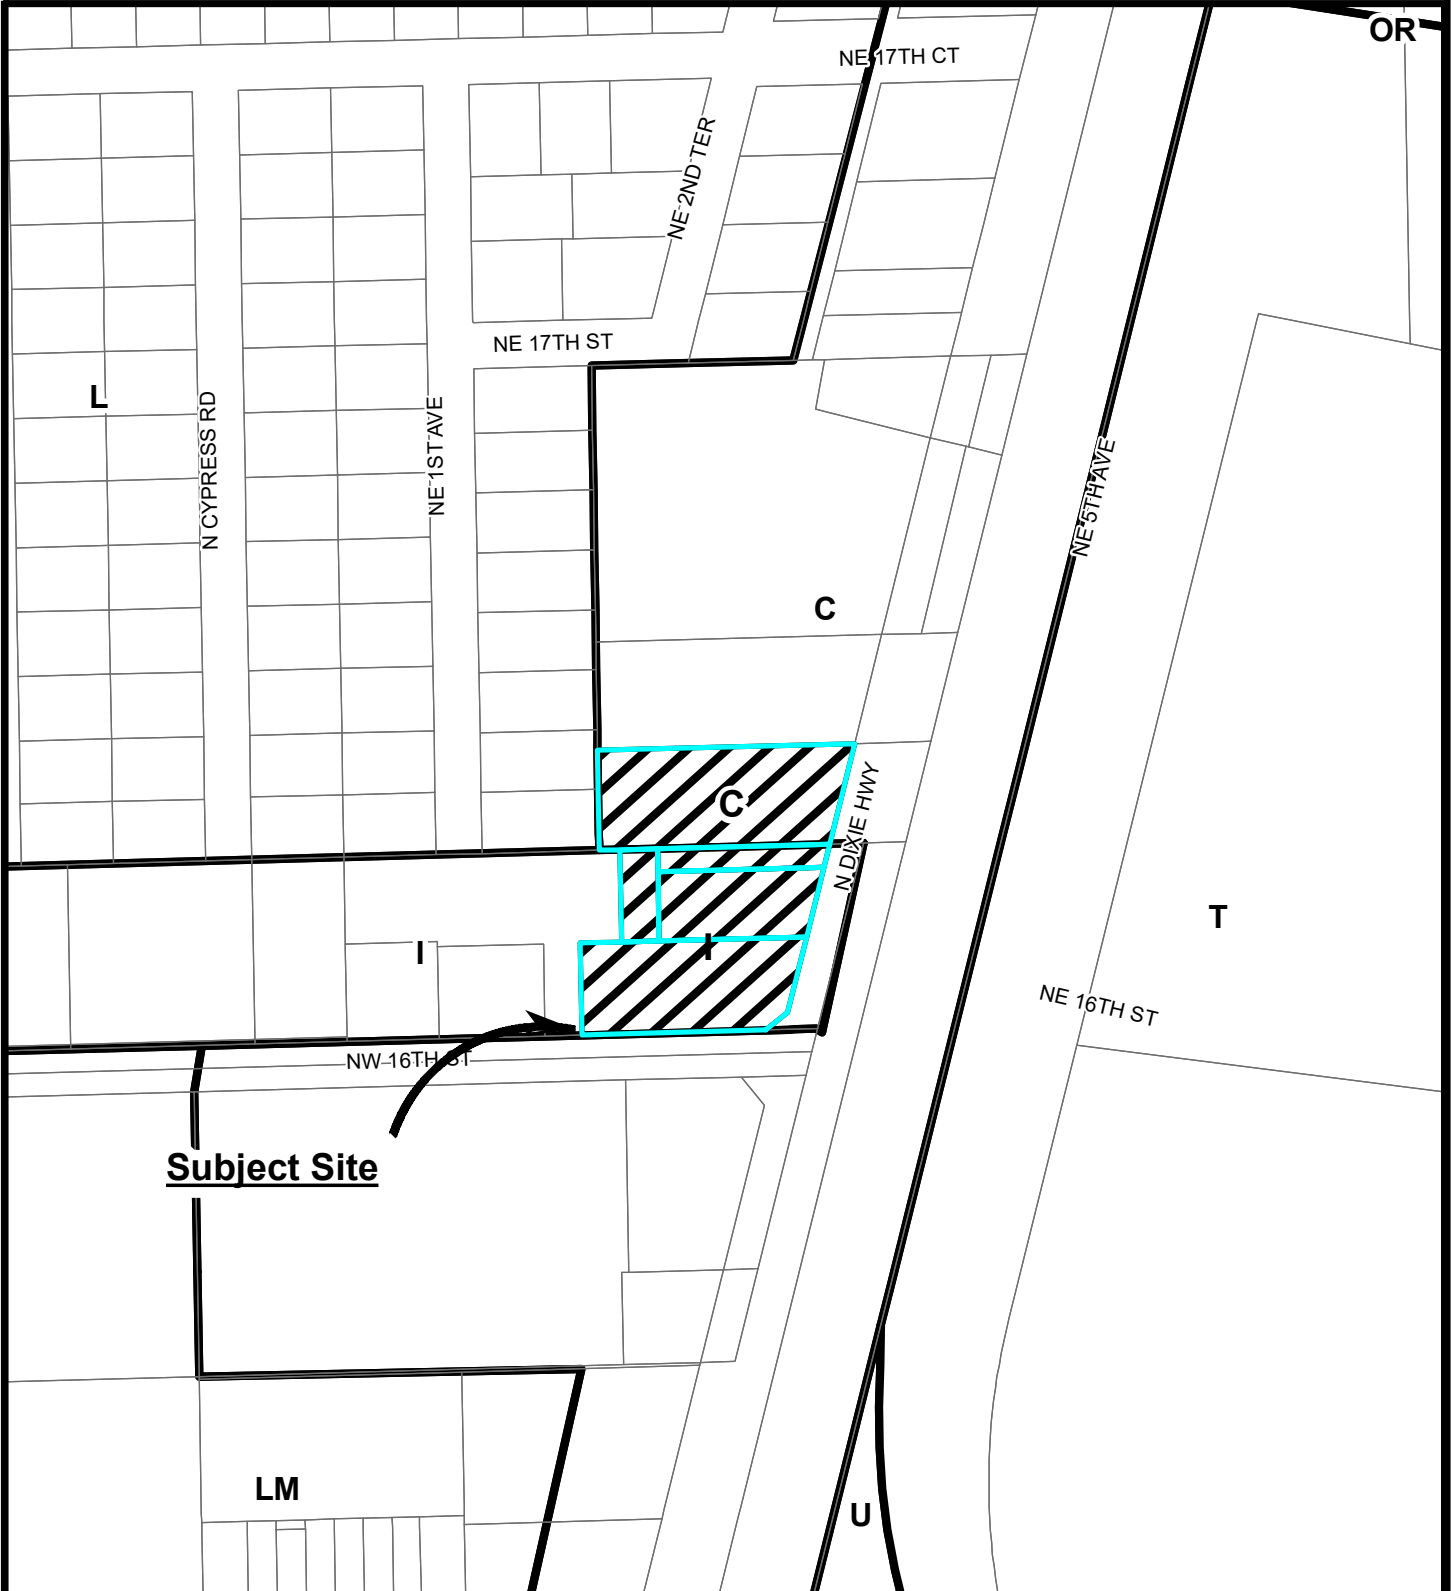 OR
NE 17TH CT
NE 2ND TER
NE 17TH ST
L
N CYPRESS RD
NE 1ST AVE
NE 5TH AVE
C
C
N DIXIE HWY
T
I
I
NE 16TH ST
NW 16TH ST
Subject Site
LM
U